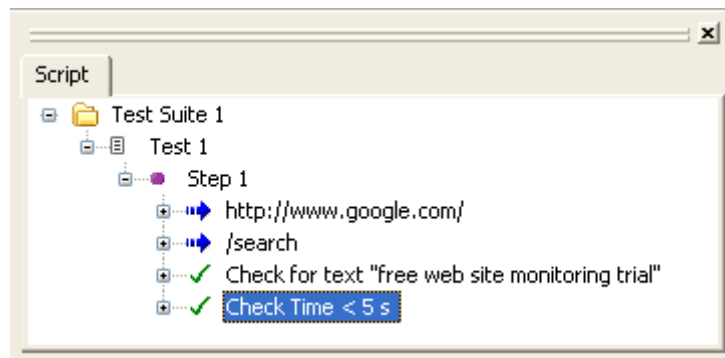 Script
Test Suite 1
Test 1
Step 1
http://www.google.com/
/search
Check for text "free web site monitoring trial"
Check Time < 5 s